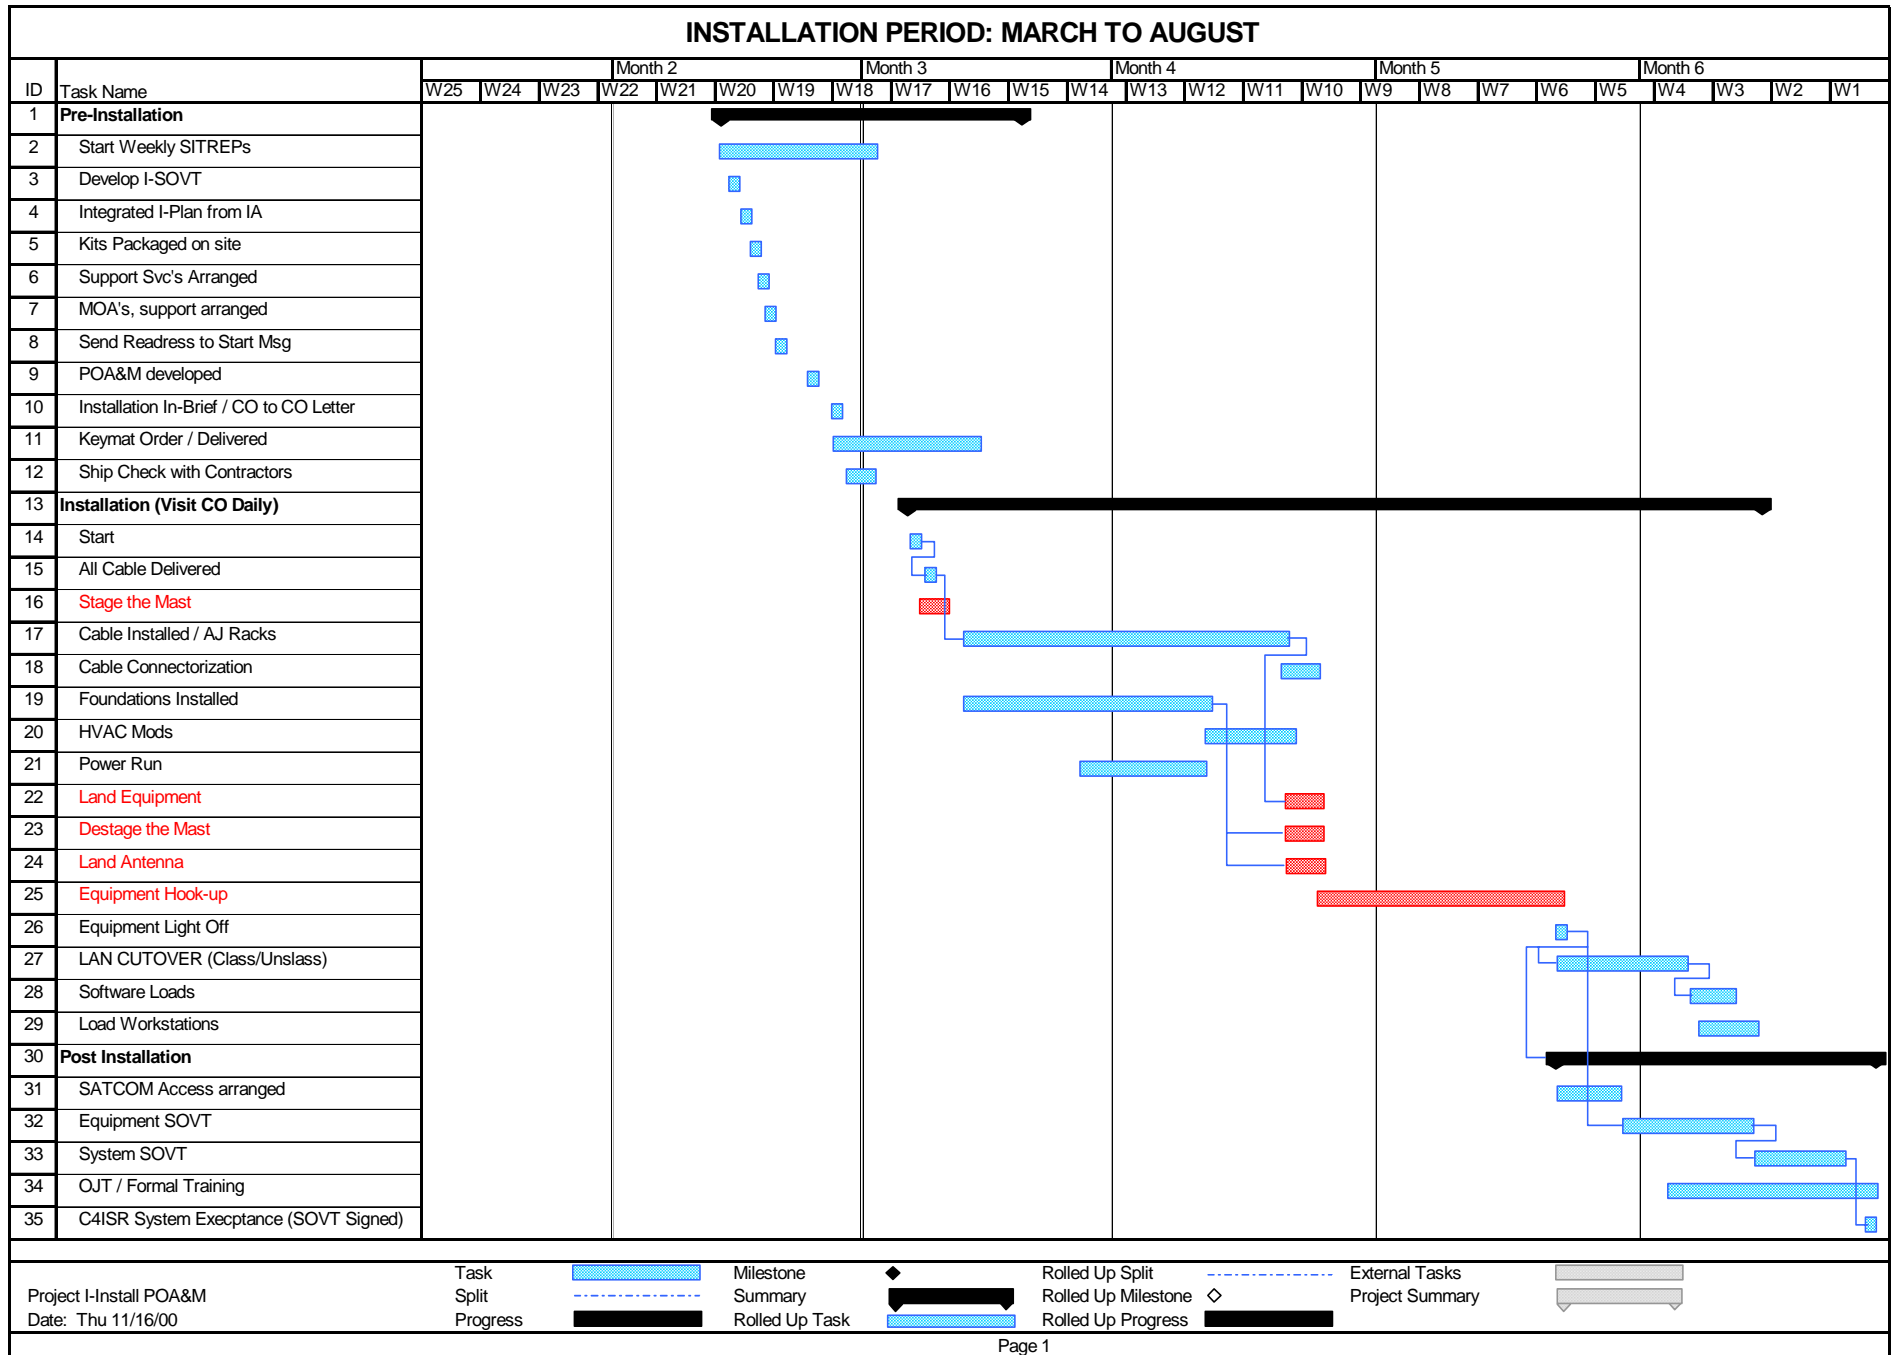 INSTALLATION PERIOD: MARCH TO AUGUST
Month 2 Month 3 Month 4 Month 5 Month 6
ID Task Name W25 W24 W23 W22 W21 W20 W19 W18 W17 W16 W15 W14 W13 W12 W11 W10 W9 W8 W7 W6 W5 W4 W3 W2 W1
1 Pre-Installation
2 Start Weekly SITREPs
3 Develop I-SOVT
4 Integrated I-Plan from IA
5 Kits Packaged on site
6 Support Svc's Arranged
7 MOA's, support arranged
8 Send Readress to Start Msg
9 POA&M developed
10 Installation In-Brief / CO to CO Letter
11 Keymat Order / Delivered
12 Ship Check with Contractors
13 Installation (Visit CO Daily)
14 Start
15 All Cable Delivered
16 Stage the Mast
17 Cable Installed / AJ Racks
18 Cable Connectorization
19 Foundations Installed
20 HVAC Mods
21 Power Run
22 Land Equipment
23 Destage the Mast
24 Land Antenna
25 Equipment Hook-up
26 Equipment Light Off
27 LAN CUTOVER (Class/Unslass)
28 Software Loads
29 Load Workstations
30 Post Installation
31 SATCOM Access arranged
32 Equipment SOVT
33 System SOVT
34 OJT / Formal Training
35 C4ISR System Execptance (SOVT Signed)
Task Milestone Rolled Up Split External Tasks
Project I-Install POA&M Split Summary Rolled Up Milestone Project Summary
Date: Thu 11/16/00 Progress Rolled Up Task Rolled Up Progress
Page 1